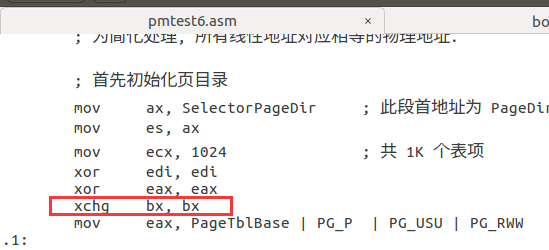 pmtest6.asm × bo
; 为简化处理, 所有线性地址对应相等的物理地址.
; 首先初始化页目录
mov ax, SelectorPageDir ; 此段首地址为 PageDi
mov es, ax
mov ecx, 1024 ; 共 1K 个表项
xor edi, edi
xor eax, eax
xchg bx, bx
mov eax, PageTblBase | PG_P | PG_USU | PG_RWW
.1: